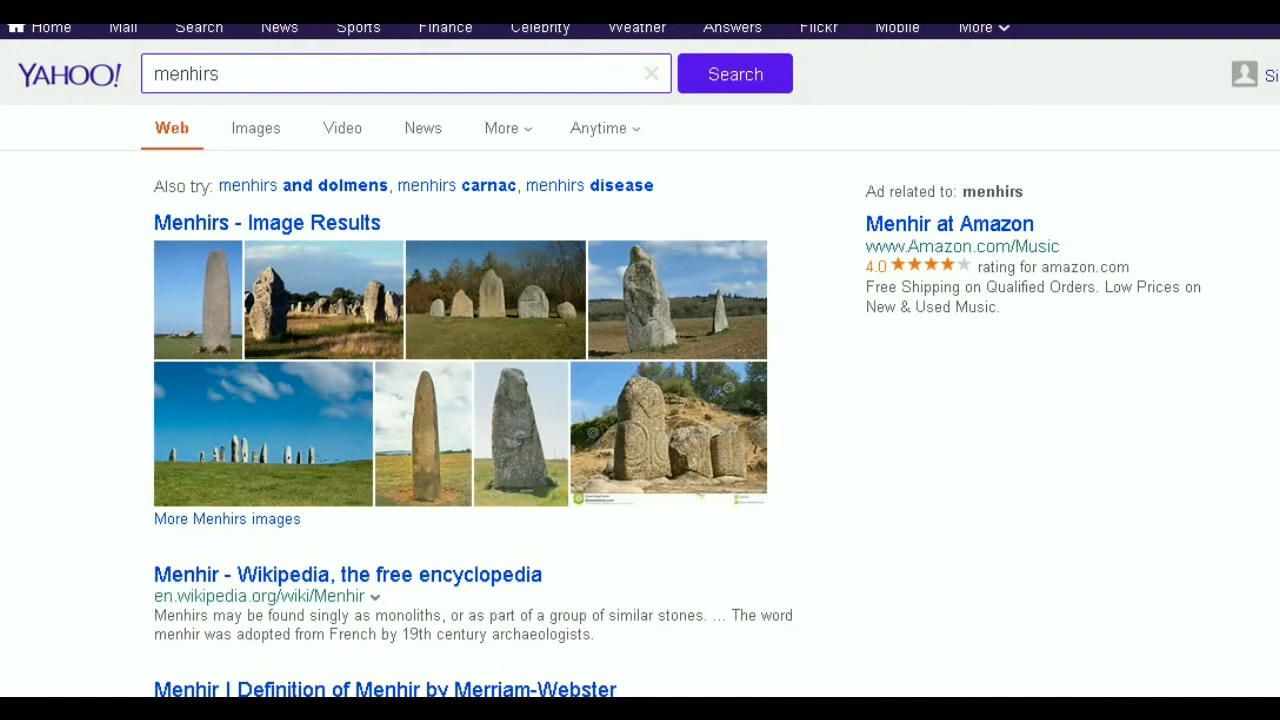 Home Mail Search News Sports Finance Celebrity Weather Answers Flickr Mobile More
YAHOO! menhirs Search Si
Web Images Video News More Anytime
Also try: menhirs and dolmens, menhirs carnac, menhirs disease
Menhirs - Image Results
More Menhirs images
Menhir - Wikipedia, the free encyclopedia
en.wikipedia.org/wiki/Menhir
Menhirs may be found singly as monoliths, or as part of a group of similar stones. ... The word
menhir was adopted from French by 19th century archaeologists.
Menhir | Definition of Menhir by Merriam-Webster
Ad related to: menhirs
Menhir at Amazon
www.Amazon.com/Music
4.0 rating for amazon.com
Free Shipping on Qualified Orders. Low Prices on
New & Used Music.